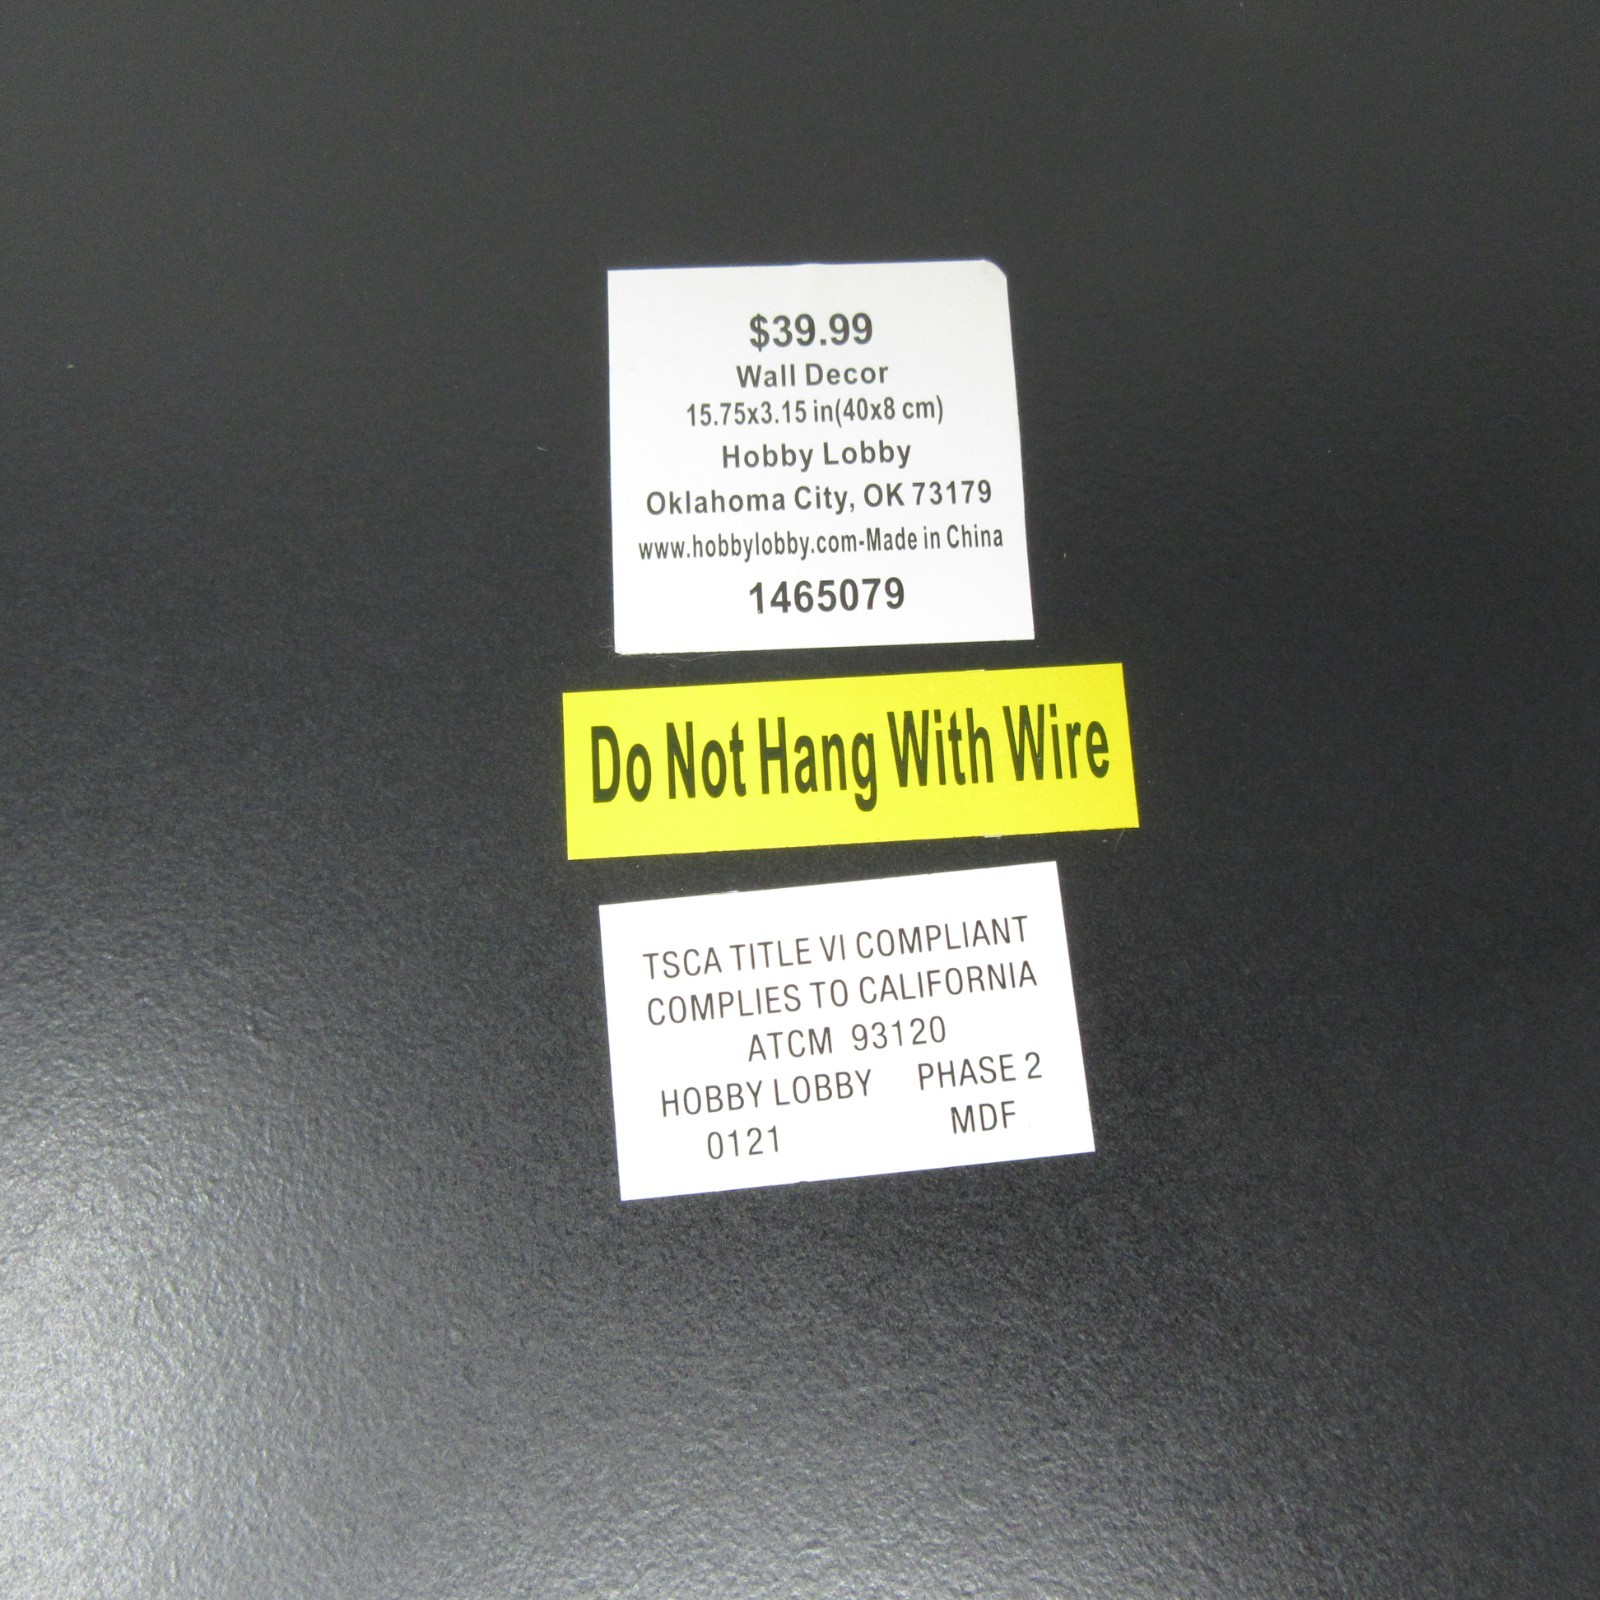 $39.99
Wall Decor
15.75x3.15 in(40x8 cm)
Hobby Lobby
Oklahoma City, OK 73179
www.hobbylobby.com-Made in China
1465079
Do Not Hang With Wire
TSCA TITLE VI COMPLIANT
COMPLIES TO CALIFORNIA
ATCM 93120
HOBBY LOBBY PHASE 2
0121 MDF